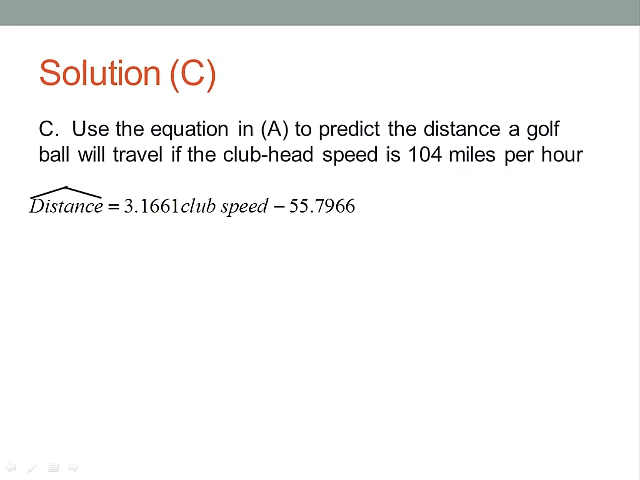 Solution (C)
C. Use the equation in (A) to predict the distance a golf
ball will travel if the club-head speed is 104 miles per hour
Distance = 3.1661club speed − 55.7966